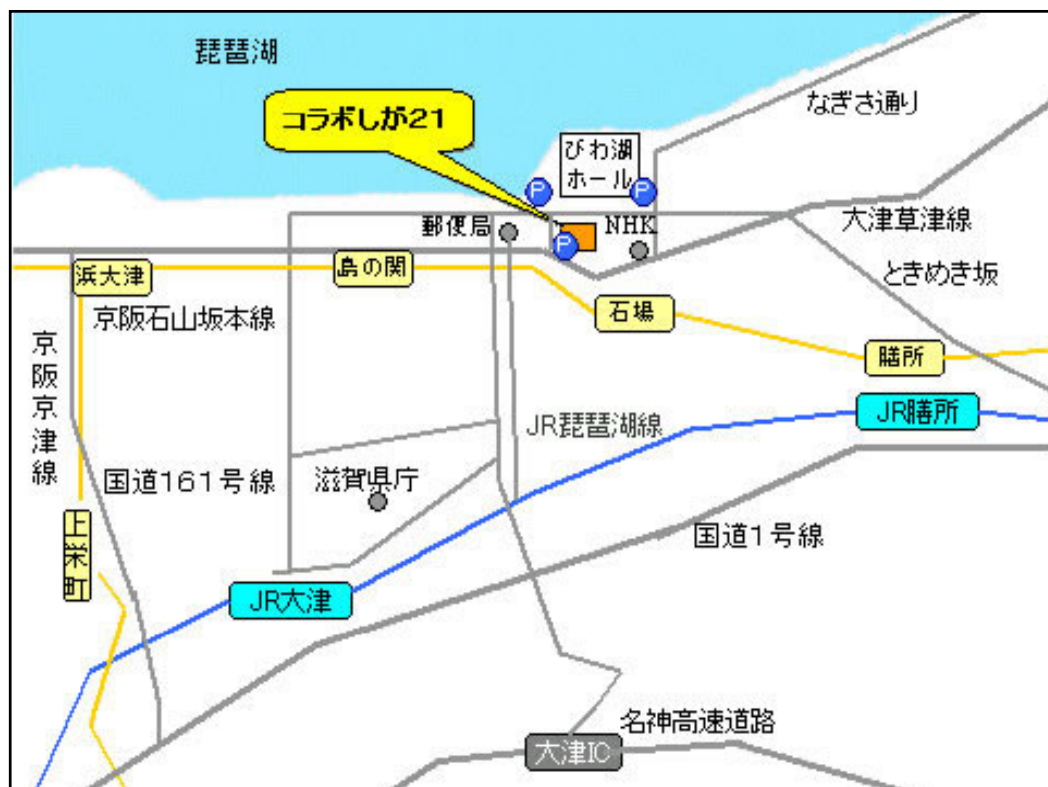 琵琶湖
なぎさ通り
コラボしが21
びわ湖
ホール
P
P
郵便局
NHK
P
大津草津線
浜大津
島の関
ときめき坂
京阪石山坂本線
石場
京阪京津線
膳所
JR膳所
JR琵琶湖線
国道161号線
滋賀県庁
上栄町
国道1号線
JR大津
名神高速道路
大津IC